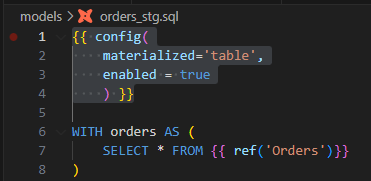 models > orders_stg.sql
1 {{ config(
2 materialized='table',
3 enabled = true
4 ) }}
5
6 WITH orders AS (
7 SELECT * FROM {{ ref('Orders')}}
8 )